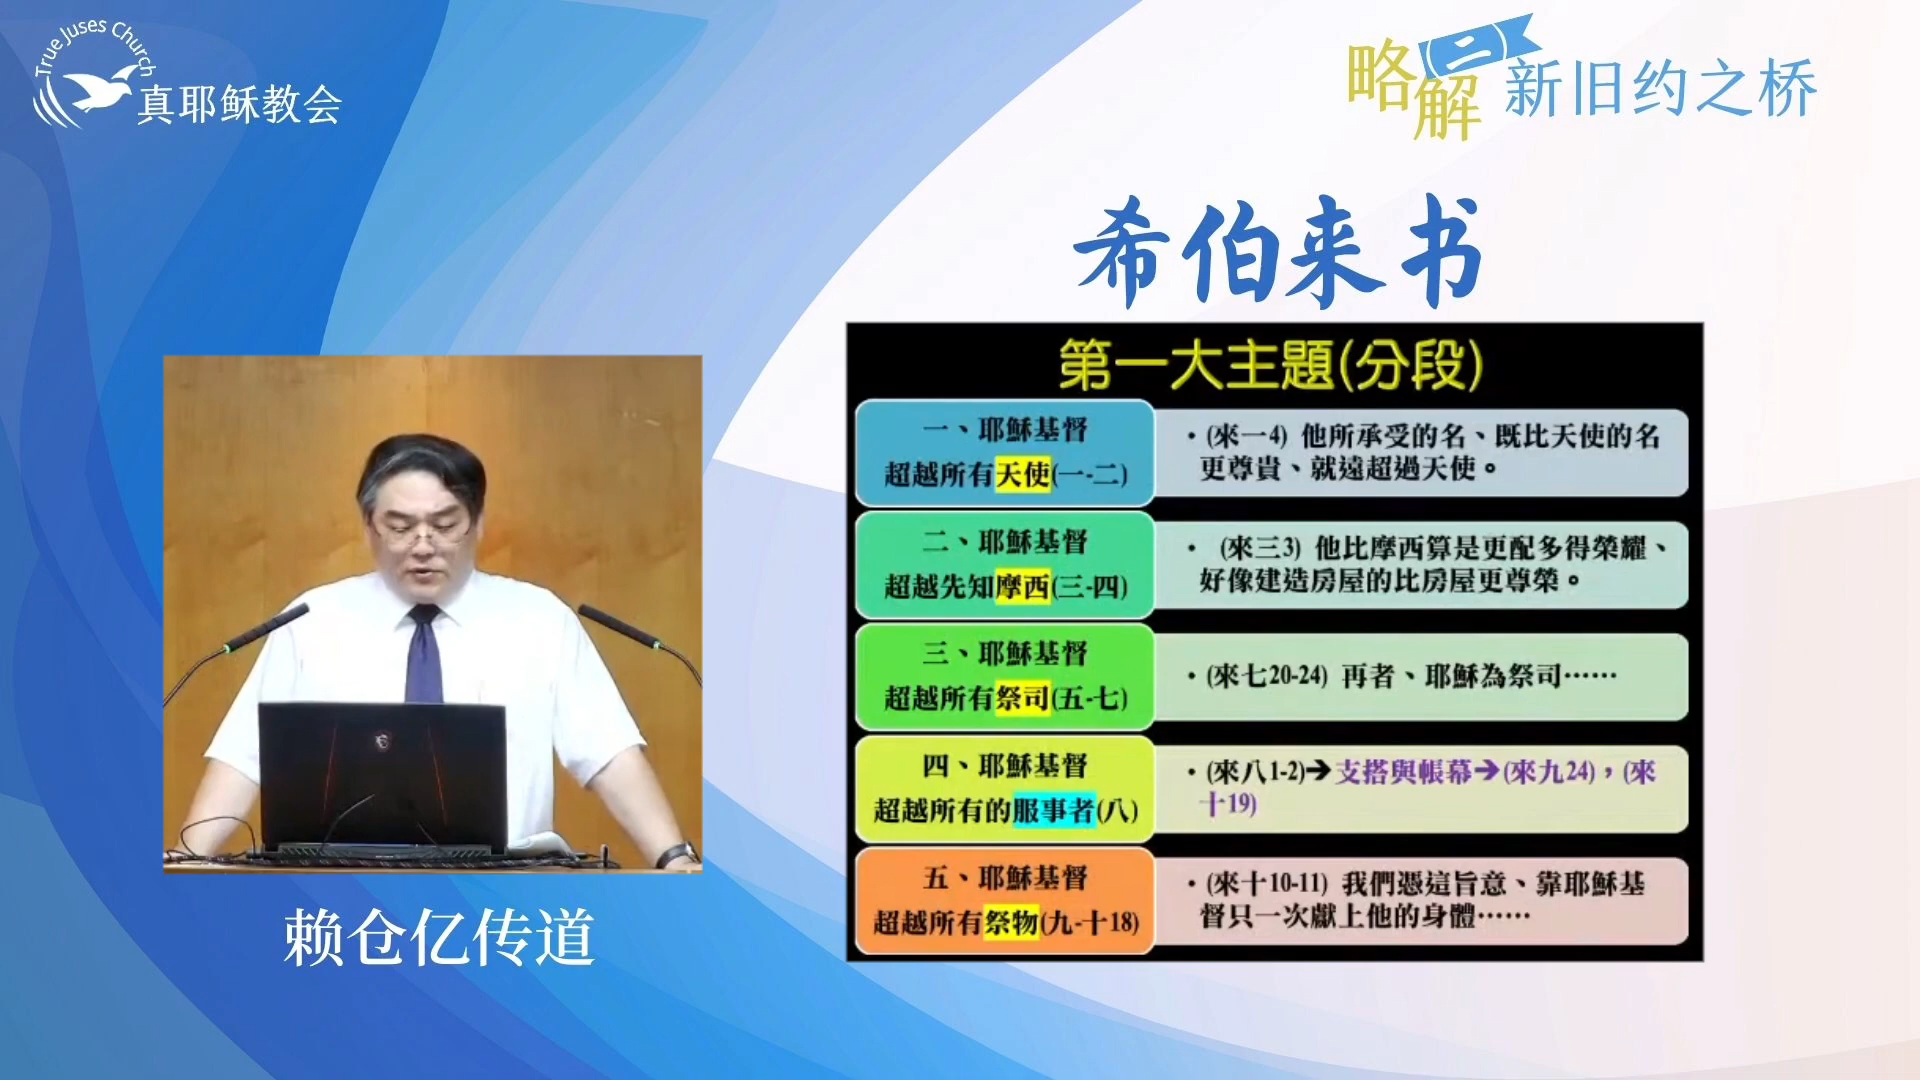 True Juses Church
真耶稣教会
略解
二
新旧约之桥
希伯来书
第一大主題(分段)
一、耶穌基督
超越所有天使(一-二)
•(來一4) 他所承受的名、既比天使的名
更尊貴、就遠超過天使。
二、耶穌基督
超越先知摩西(三-四)
• (來三3) 他比摩西算是更配多得榮耀、
好像建造房屋的比房屋更尊榮。
三、耶穌基督
超越所有祭司(五-七)
•(來七20-24) 再者、耶穌為祭司……
四、耶穌基督
超越所有的服事者(八)
•(來八1-2)➔支搭與帳幕➔(來九24)，(來
十19)
五、耶穌基督
超越所有祭物(九-十18)
•(來十10-11) 我們憑這旨意、靠耶穌基
督只一次獻上他的身體……
赖仓亿传道